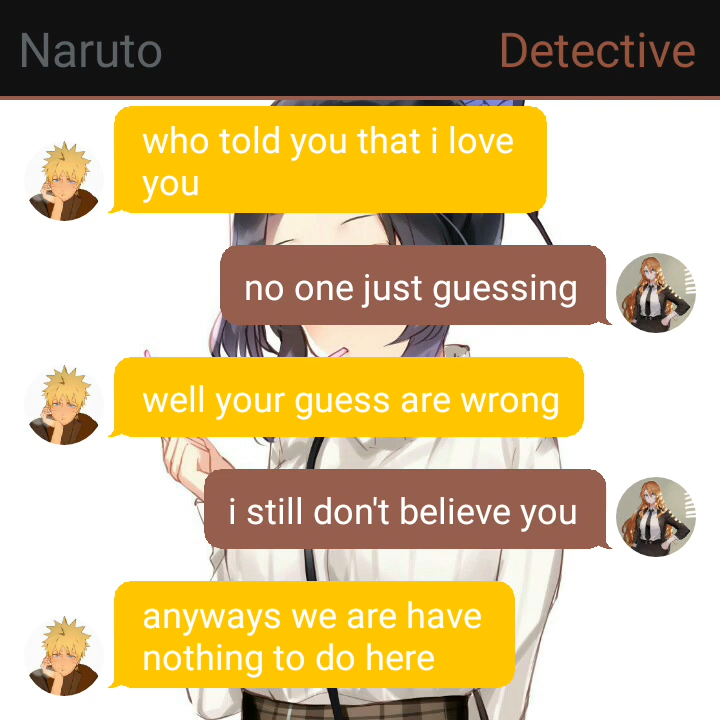 Naruto Detective
who told you that i love
you
no one just guessing
well your guess are wrong
i still don't believe you
anyways we are have
nothing to do here